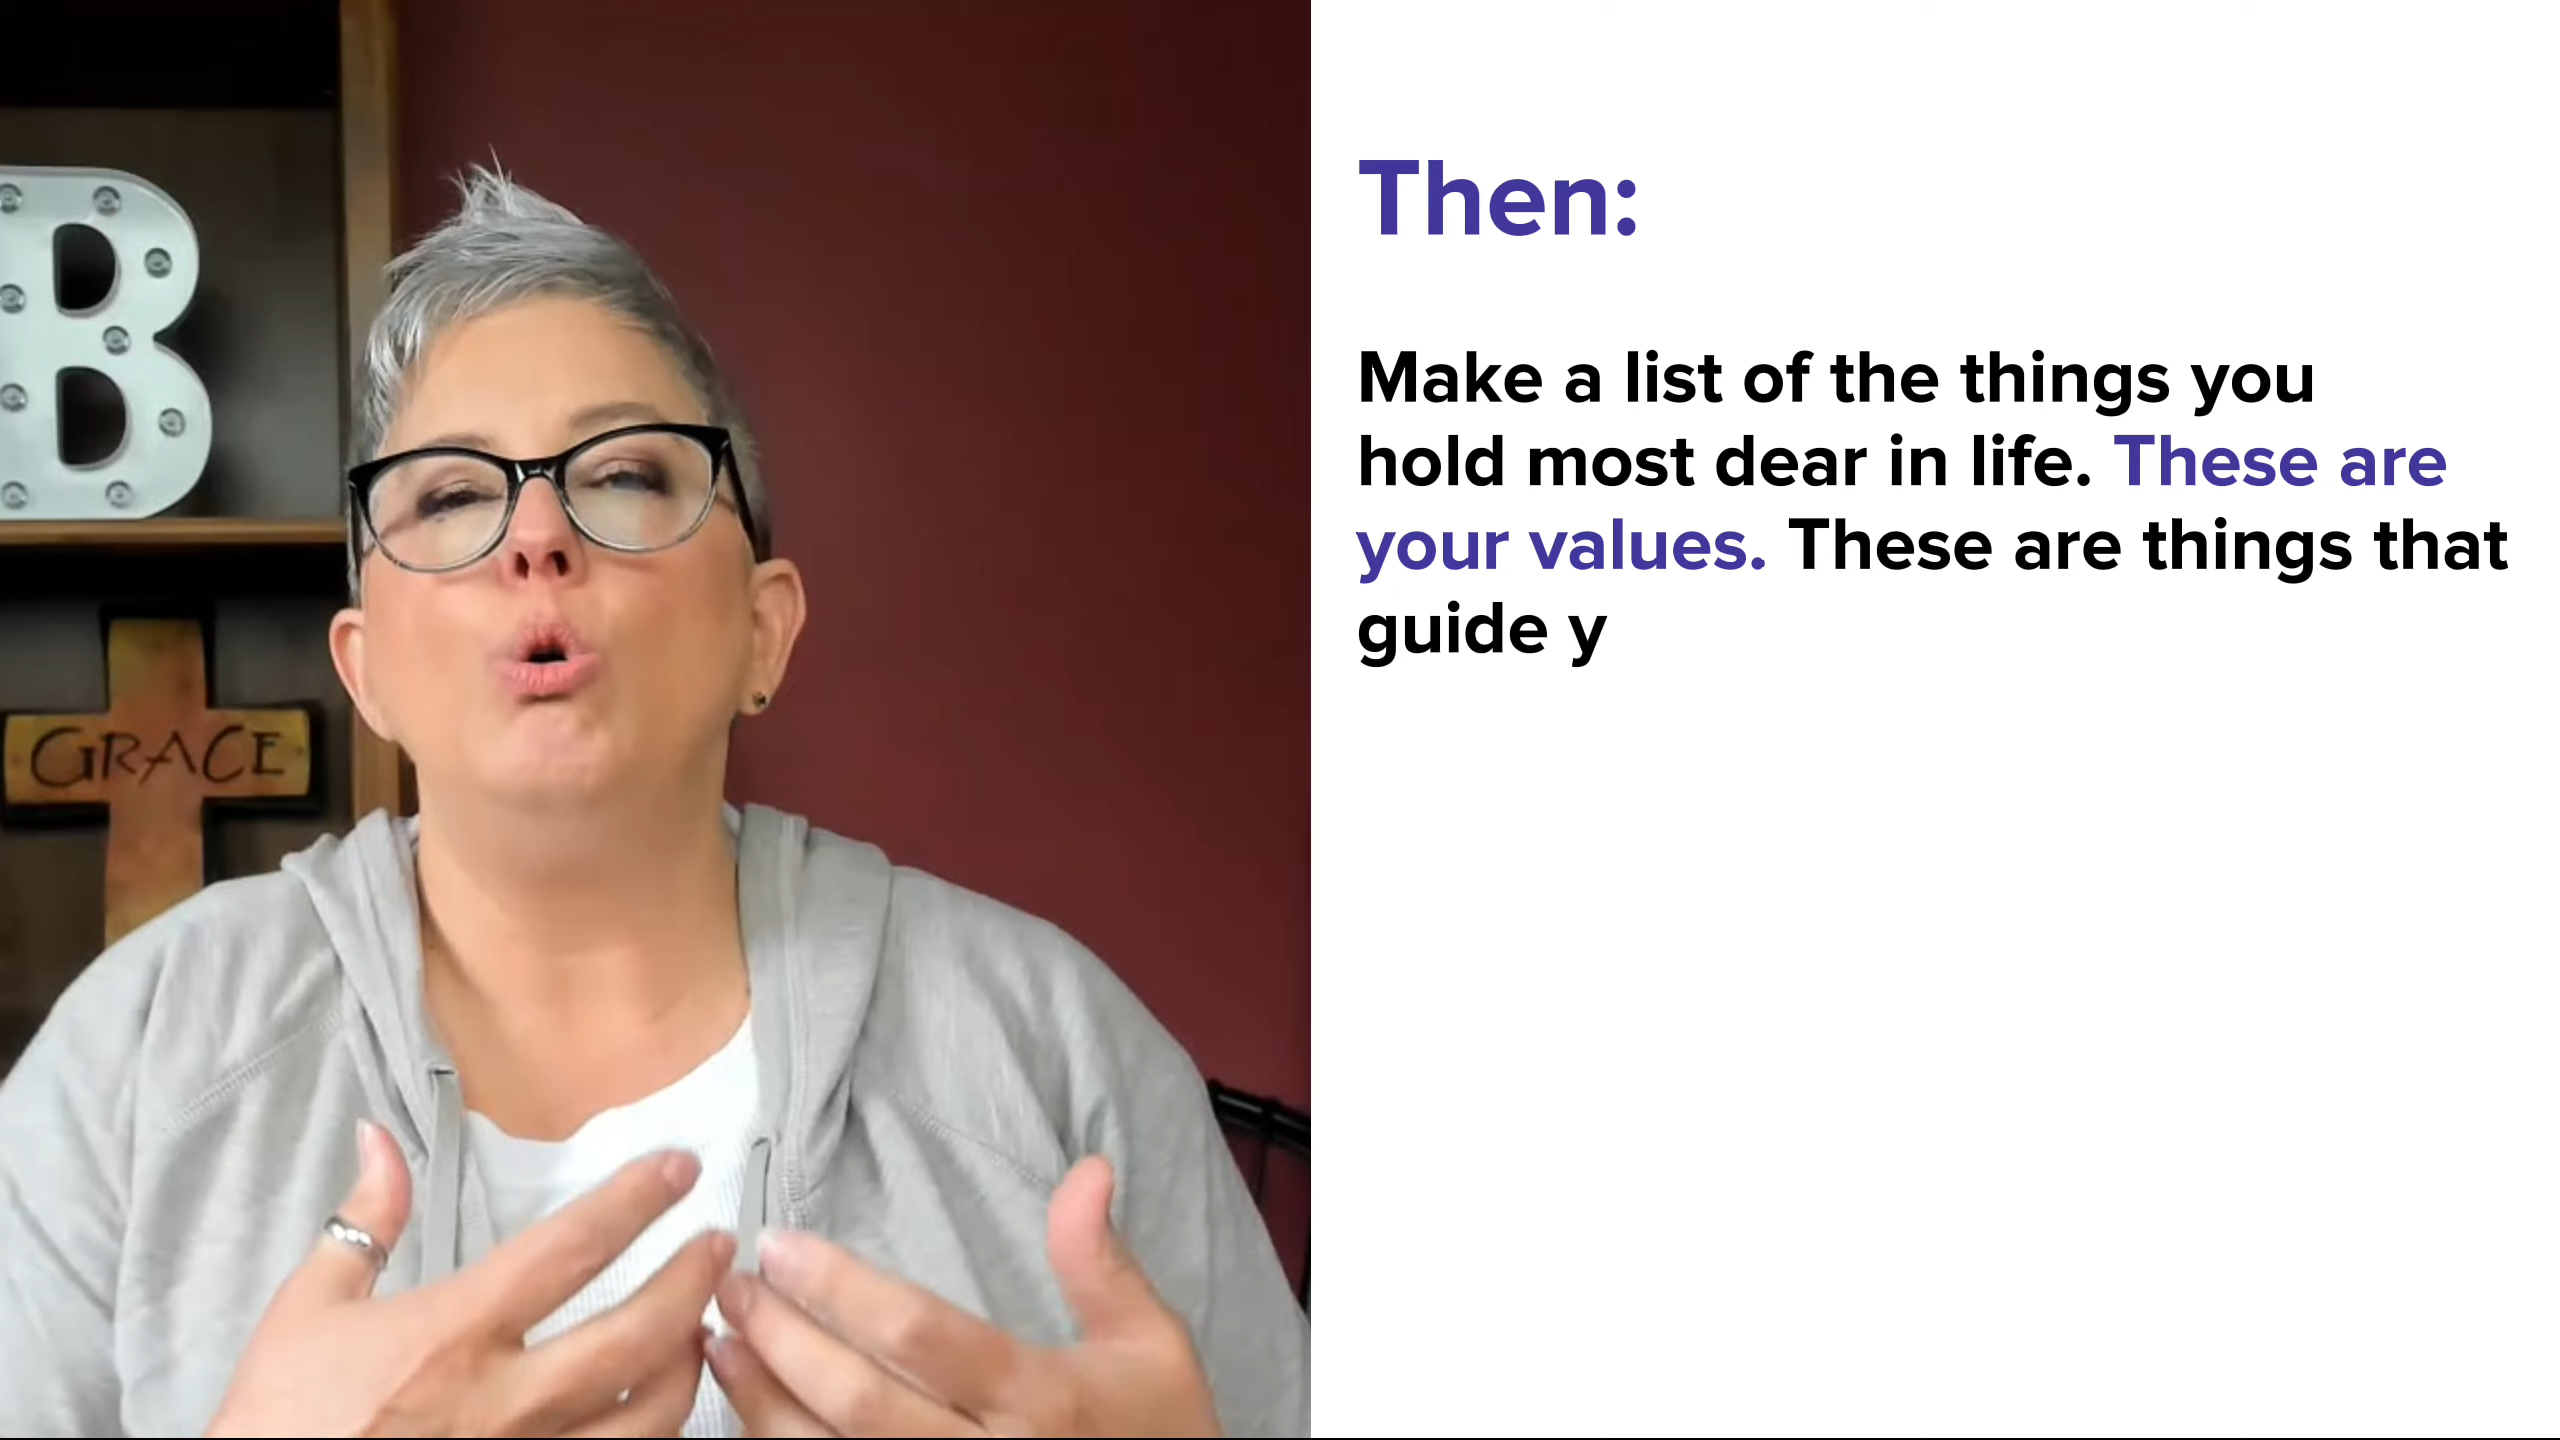 B
GRACE
Then:
Make a list of the things you
hold most dear in life. These are
your values. These are things that
guide y